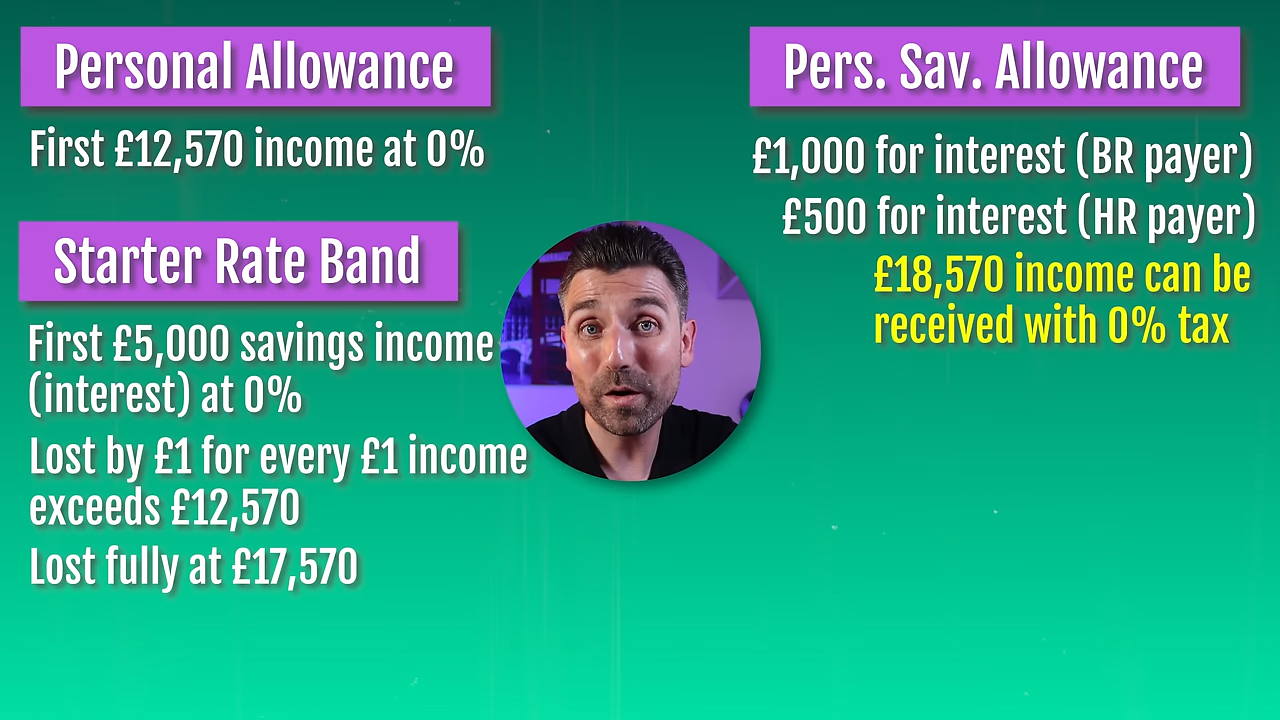 Personal Allowance
First £12,570 income at 0%
Starter Rate Band
First £5,000 savings income
(interest) at 0%
Lost by £1 for every £1 income
exceeds £12,570
Lost fully at £17,570
Pers. Sav. Allowance
£1,000 for interest (BR payer)
£500 for interest (HR payer)
£18,570 income can be
received with 0% tax